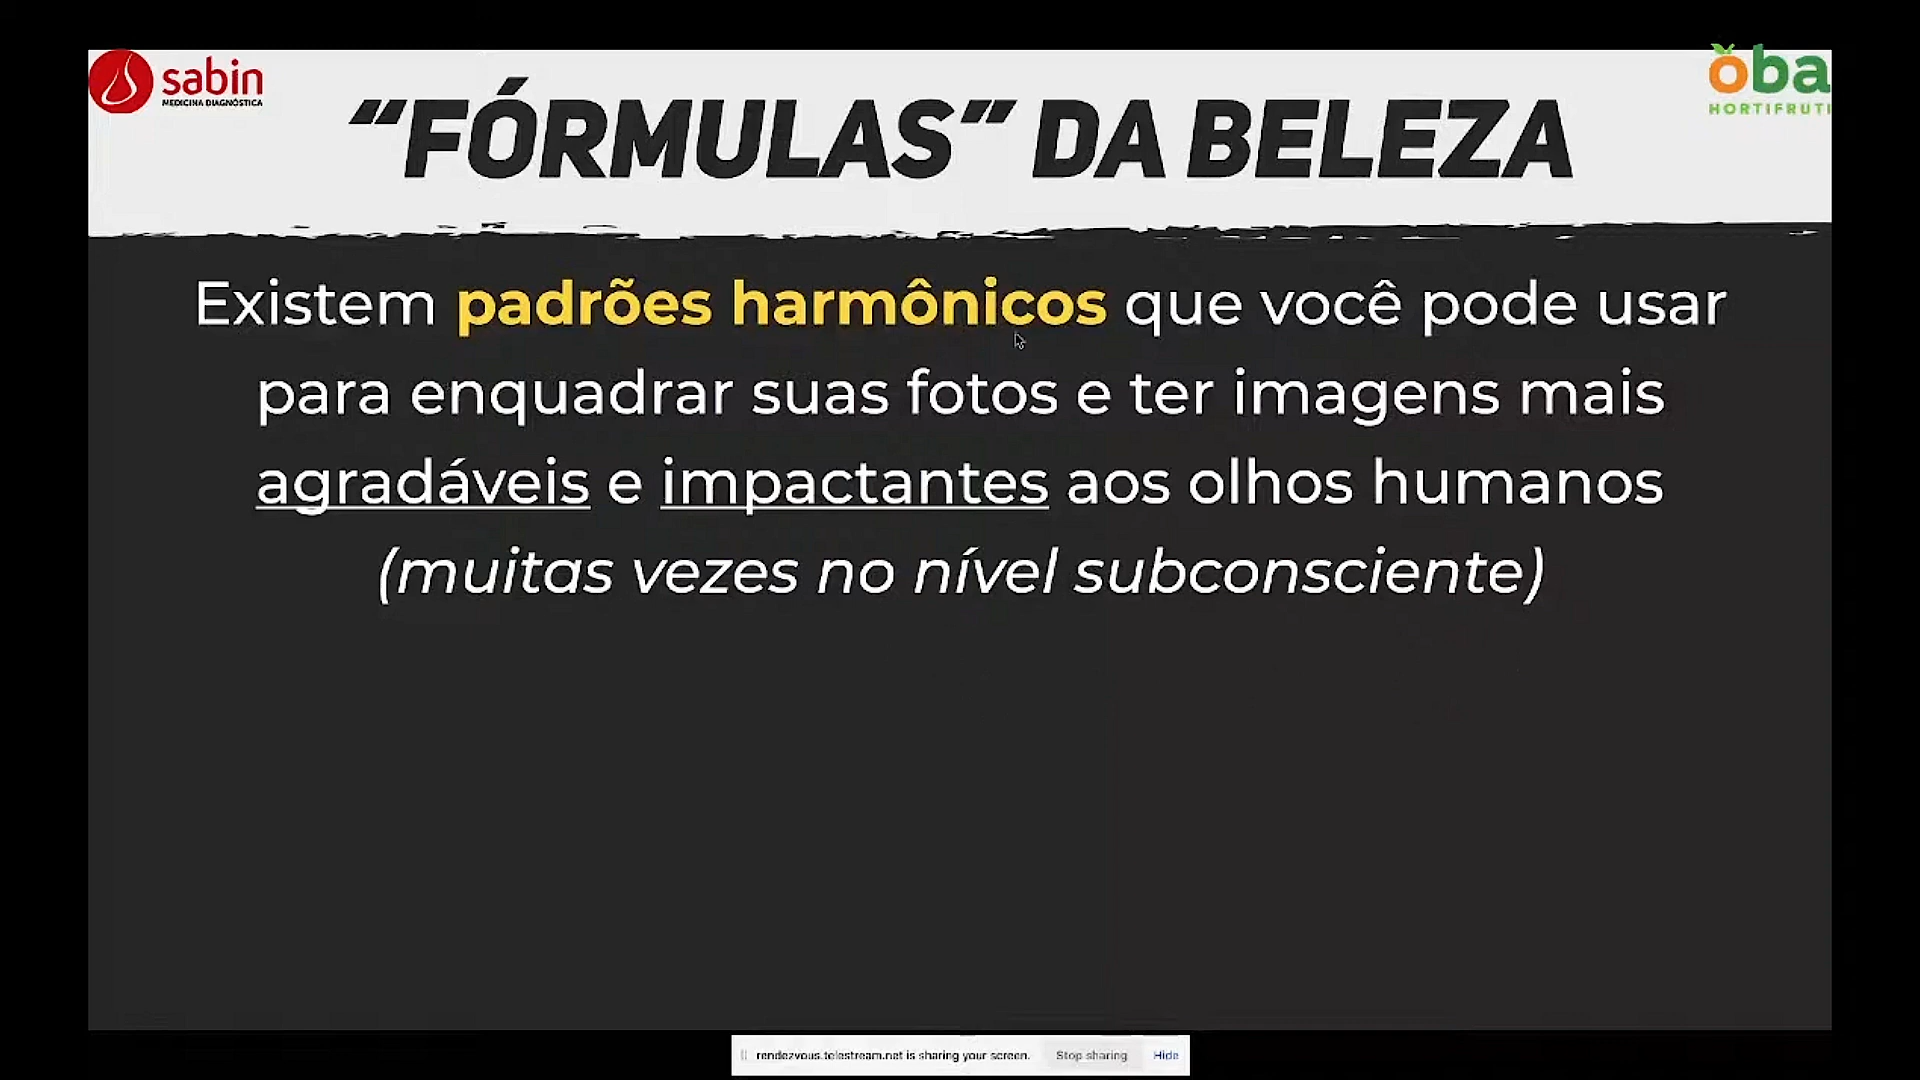 sabin
MEDICINA DIAGNÓSTICA
oba
HORTIFRUTI
“FÓRMULAS” DA BELEZA
Existem padrões harmônicos que você pode usar
para enquadrar suas fotos e ter imagens mais
agradáveis e impactantes aos olhos humanos
(muitas vezes no nível subconsciente)
rendezvous.telestream.net is sharing your screen. Stop sharing Hide